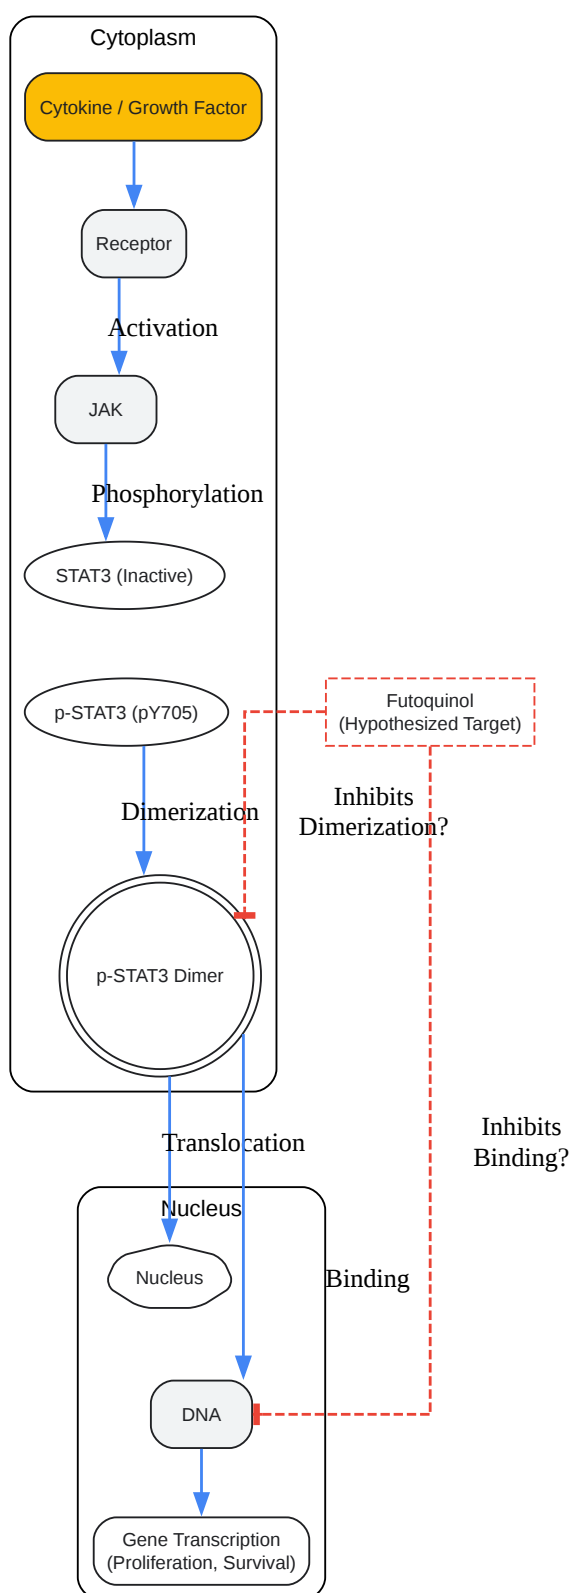 Cytoplasm
Cytokine / Growth Factor
Receptor
Activation
JAK
Phosphorylation
STAT3 (Inactive)
p-STAT3 (pY705)
Futoquinol
(Hypothesized Target)
Dimerization
Inhibits
Dimerization?
p-STAT3 Dimer
Translocation
Inhibits
Binding?
Nucleus
Nucleus
Binding
DNA
Gene Transcription
(Proliferation, Survival)